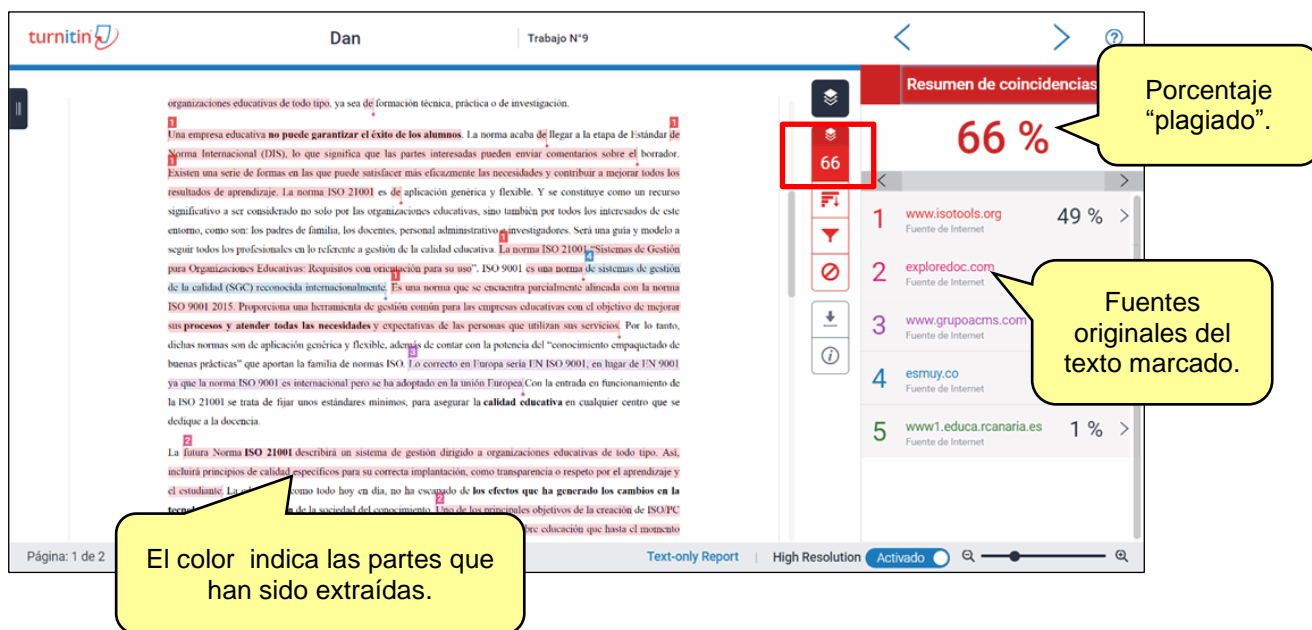 turnitin
Dan
Trabajo N°9
organizaciones educativas de todo tipo, ya sea de formación técnica, práctica o de investigación.
1
1
Una empresa educativa no puede garantizar el éxito de los alumnos. La norma acaba de llegar a la etapa de Estándar de
Norma Internacional (DIS), lo que significa que las partes interesadas pueden enviar comentarios sobre el borrador.
1
Existen una serie de formas en las que puede satisfacer más eficazmente las necesidades y contribuir a mejorar todos los
resultados de aprendizaje. La norma ISO 21001 es de aplicación genérica y flexible. Y se constituye como un recurso
significativo a ser considerado no solo por las organizaciones educativas, sino también por todos los interesados de este
entorno, como son: los padres de familia, los docentes, personal administrativo e investigadores. Será una guía y modelo a
1
seguir todos los profesionales en lo referente a gestión de la calidad educativa. La norma ISO 21001 "Sistemas de Gestión
4
para Organizaciones Educativas: Requisitos con orientación para su uso". ISO 9001 es una norma de sistemas de gestión
1
de la calidad (SGC) reconocida internacionalmente. Es una norma que se encuentra parcialmente alineada con la norma
ISO 9001 2015. Proporciona una herramienta de gestión común para las empresas educativas con el objetivo de mejorar
sus procesos y atender todas las necesidades y expectativas de las personas que utilizan sus servicios. Por lo tanto,
dichas normas son de aplicación genérica y flexible, además de contar con la potencia del "conocimiento empaquetado de
3
buenas prácticas" que aportan la familia de normas ISO. Lo correcto en Europa sería EN ISO 9001, en lugar de EN 9001
ya que la norma ISO 9001 es internacional pero se ha adoptado en la unión Europea. Con la entrada en funcionamiento de
la ISO 21001 se trata de fijar unos estándares mínimos, para asegurar la calidad educativa en cualquier centro que se
dedique a la docencia.
2
La futura Norma ISO 21001 describirá un sistema de gestión dirigido a organizaciones educativas de todo tipo. Así,
incluirá principios de calidad específicos para su correcta implantación, como transparencia o respeto por el aprendizaje y
el estudiante. La como todo hoy en día, no ha escapado de los efectos que ha generado los cambios en la
2
de la sociedad del conocimiento. Uno de los principales objetivos de la creación de ISO/PC
sobre educación que hasta el momento
66
Resumen de coincidencias
66 %
1 www.isotools.org 49 % >
Fuente de Internet
2 exploredoc.com
Fuente de Internet
3 www.grupoacms.com
Fuente de Internet
4 esmuy.co
Fuente de Internet
5 www1.educa.rcanaria.es 1 % >
Fuente de Internet
Porcentaje
“plagiado”.
Fuentes
originales del
texto marcado.
El color indica las partes que
han sido extraídas.
Página: 1 de 2
Text-only Report | High Resolution Activado